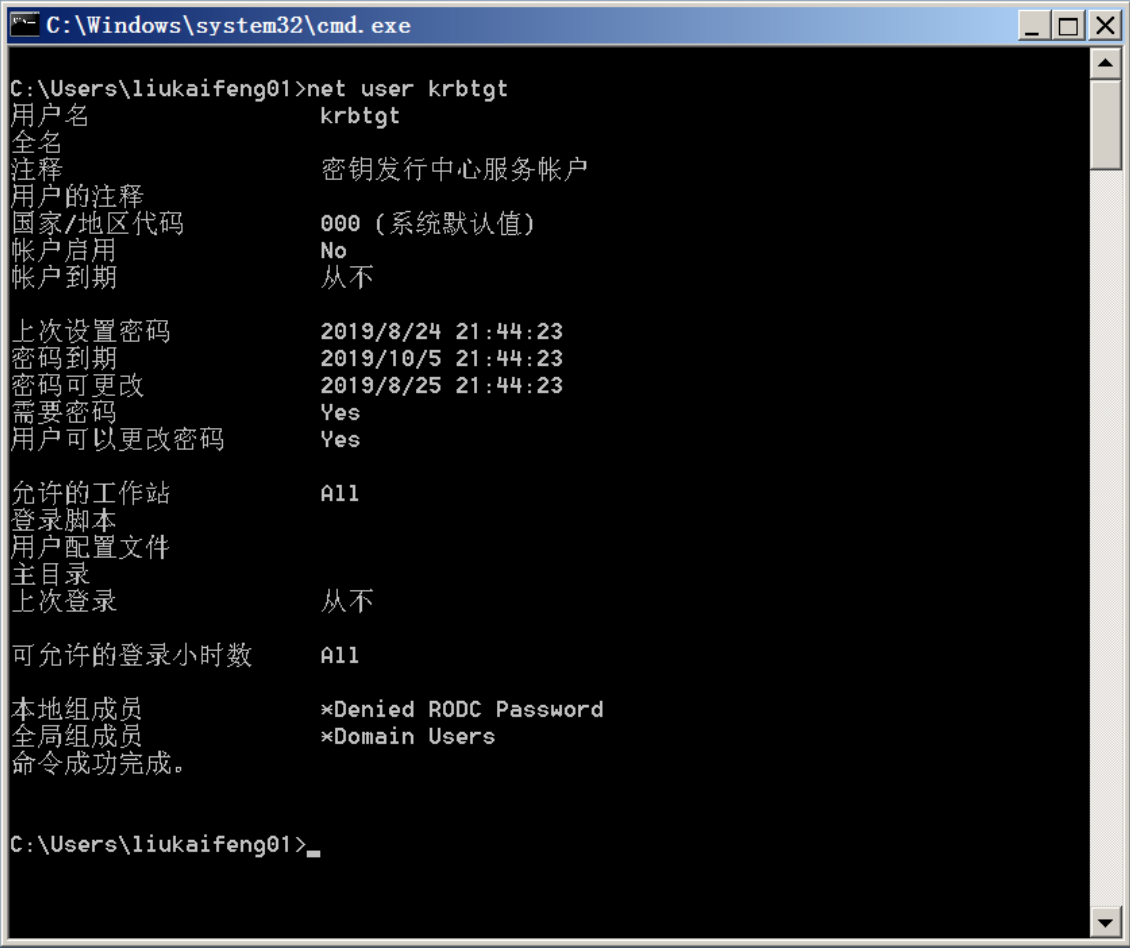 C:\Windows\system32\cmd.exe
C:\Users\liukaifeng01>net user krbtgt
用户名 krbtgt
全名
注释 密钥发行中心服务帐户
用户的注释
国家/地区代码 000 (系统默认值)
帐户启用 No
帐户到期 从不
上次设置密码 2019/8/24 21:44:23
密码到期 2019/10/5 21:44:23
密码可更改 2019/8/25 21:44:23
需要密码 Yes
用户可以更改密码 Yes
允许的工作站 All
登录脚本
用户配置文件
主目录
上次登录 从不
可允许的登录小时数 All
本地组成员 *Denied RODC Password
全局组成员 *Domain Users
命令成功完成。
C:\Users\liukaifeng01>_